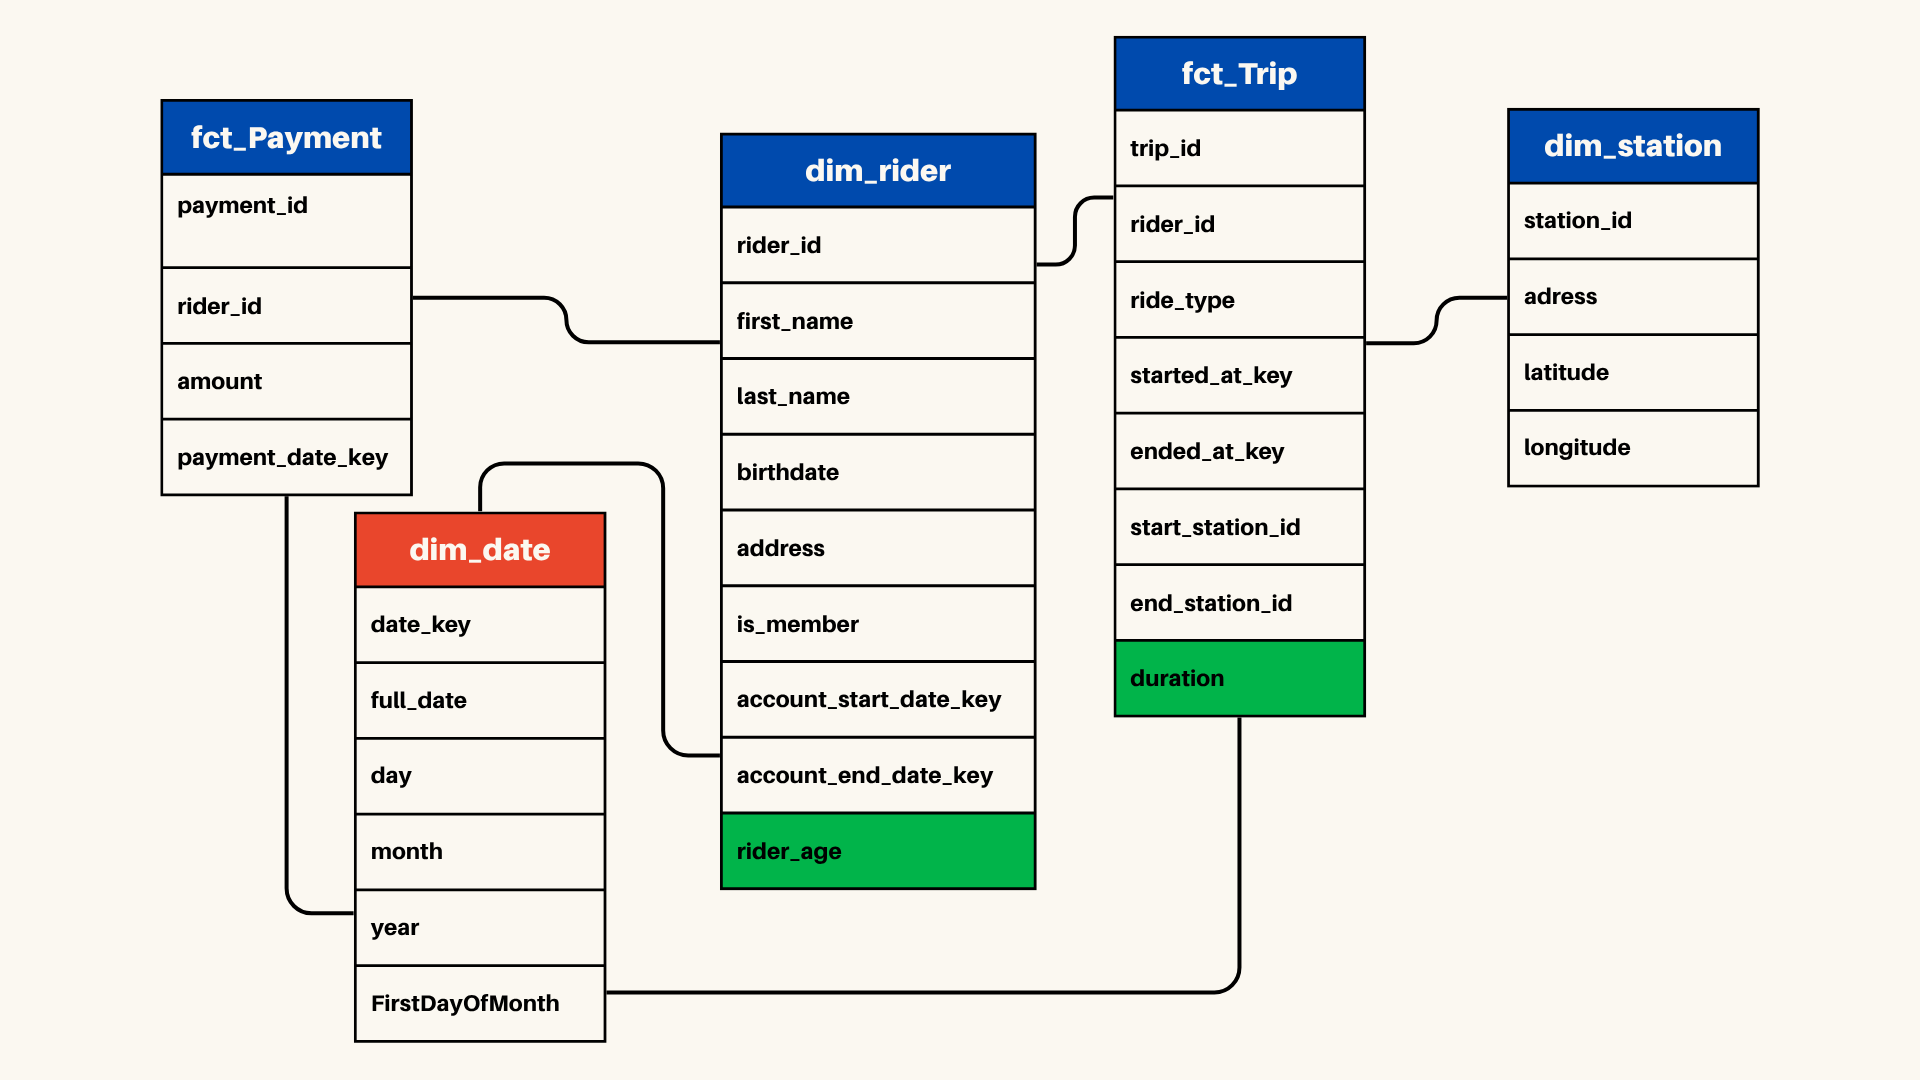 fct_Payment
payment_id
rider_id
amount
payment_date_key
dim_date
date_key
full_date
day
month
year
FirstDayOfMonth
dim_rider
rider_id
first_name
last_name
birthdate
address
is_member
account_start_date_key
account_end_date_key
rider_age
fct_Trip
trip_id
rider_id
ride_type
started_at_key
ended_at_key
start_station_id
end_station_id
duration
dim_station
station_id
adress
latitude
longitude